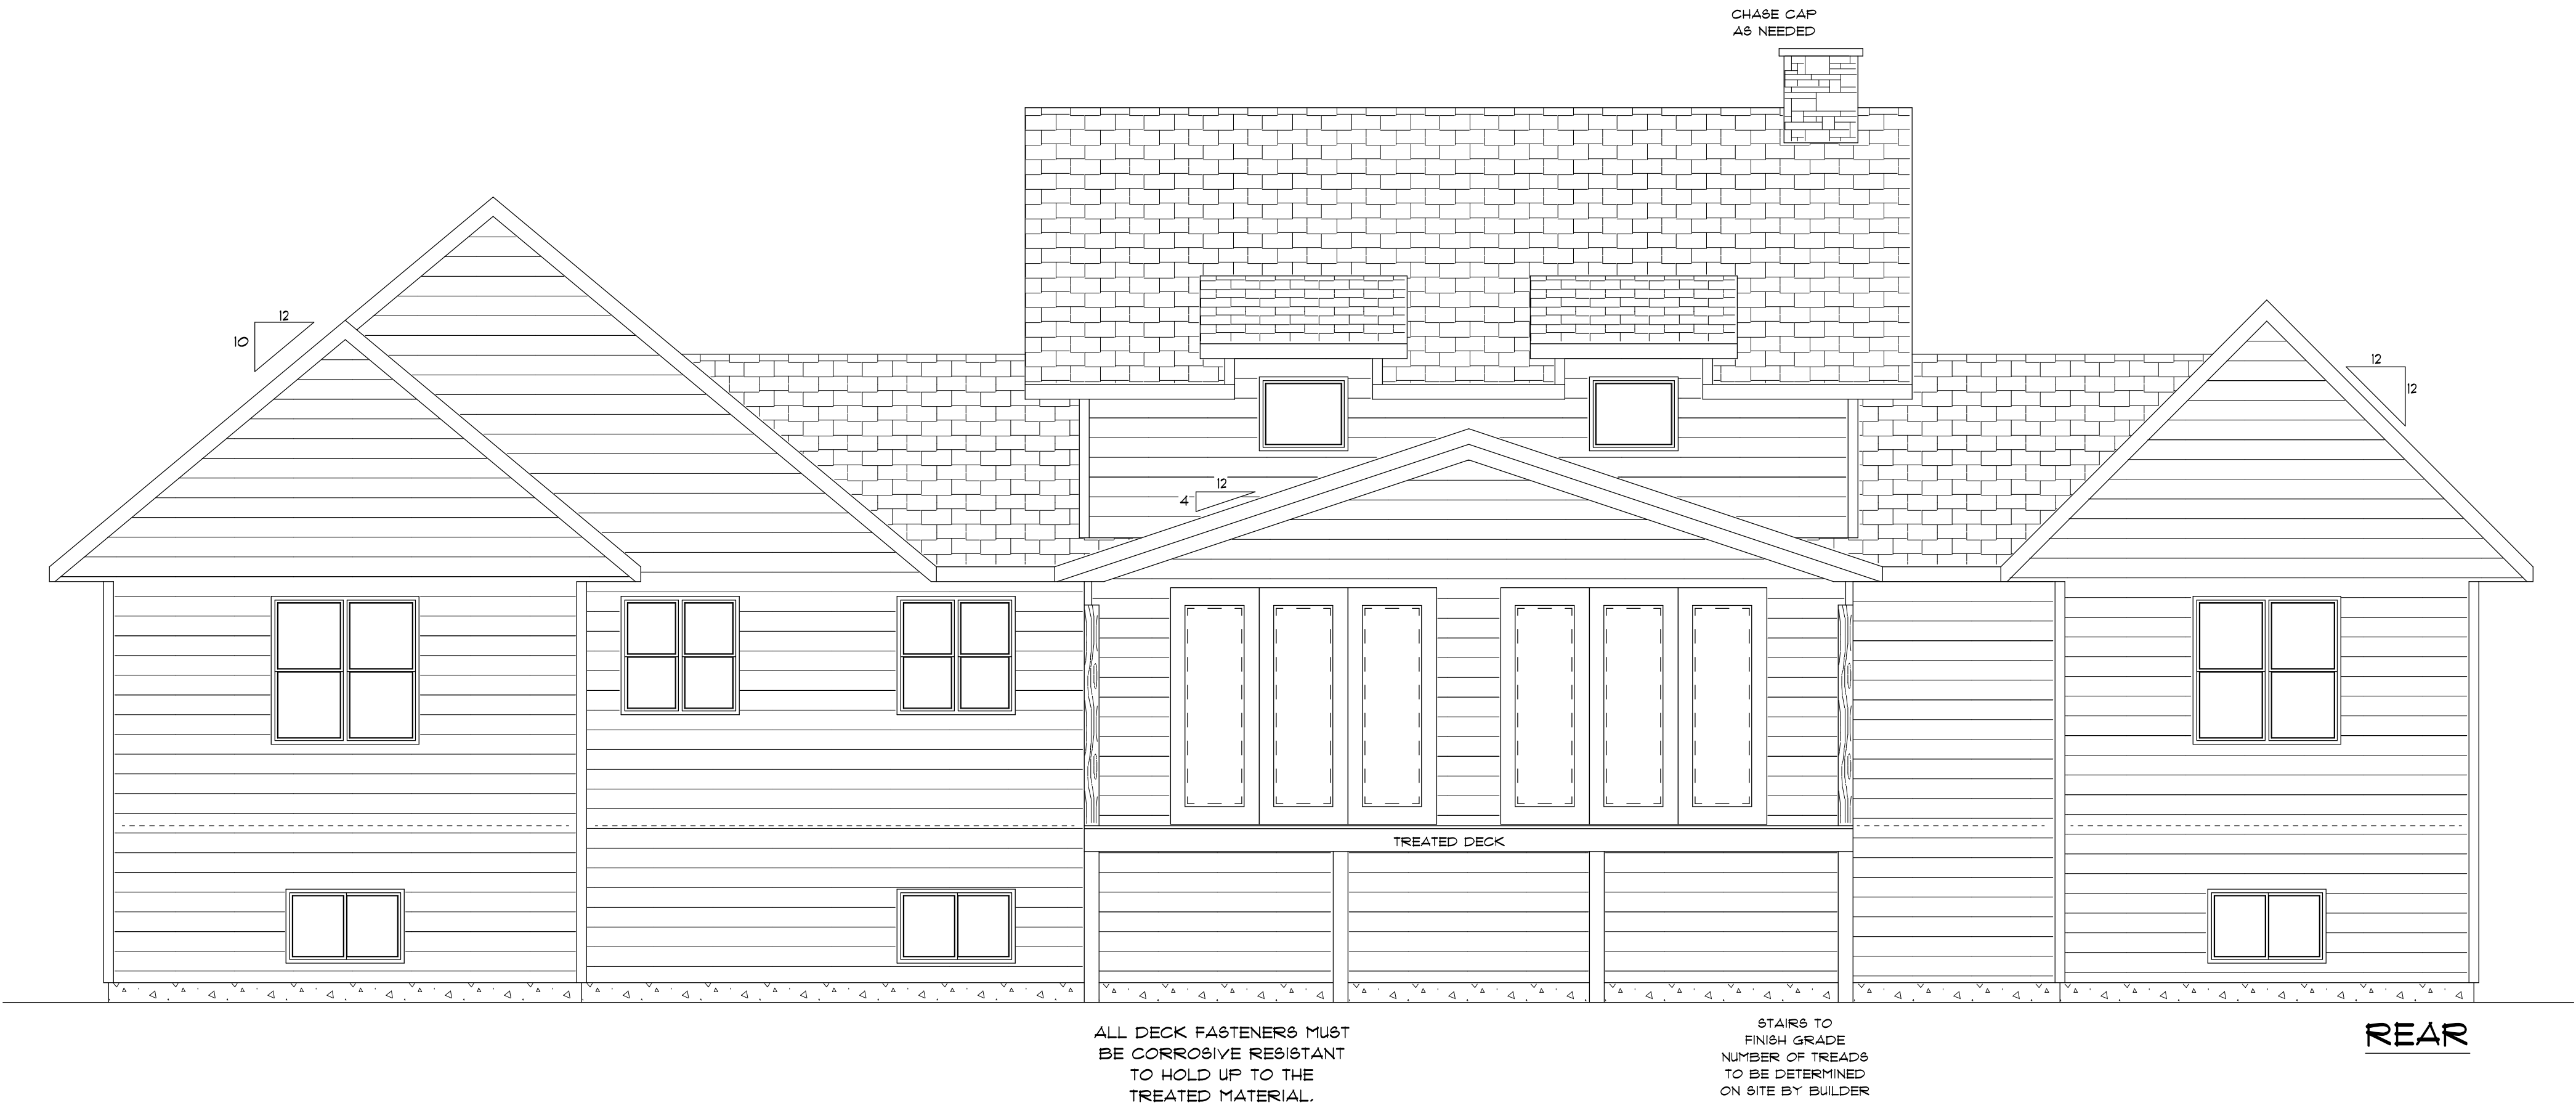 CHASE CAP
AS NEEDED
12
10
12
12
12
4
TREATED DECK
ALL DECK FASTENERS MUST
BE CORROSIVE RESISTANT
TO HOLD UP TO THE
TREATED MATERIAL.
STAIRS TO
FINISH GRADE
NUMBER OF TREADS
TO BE DETERMINED
ON SITE BY BUILDER
REAR